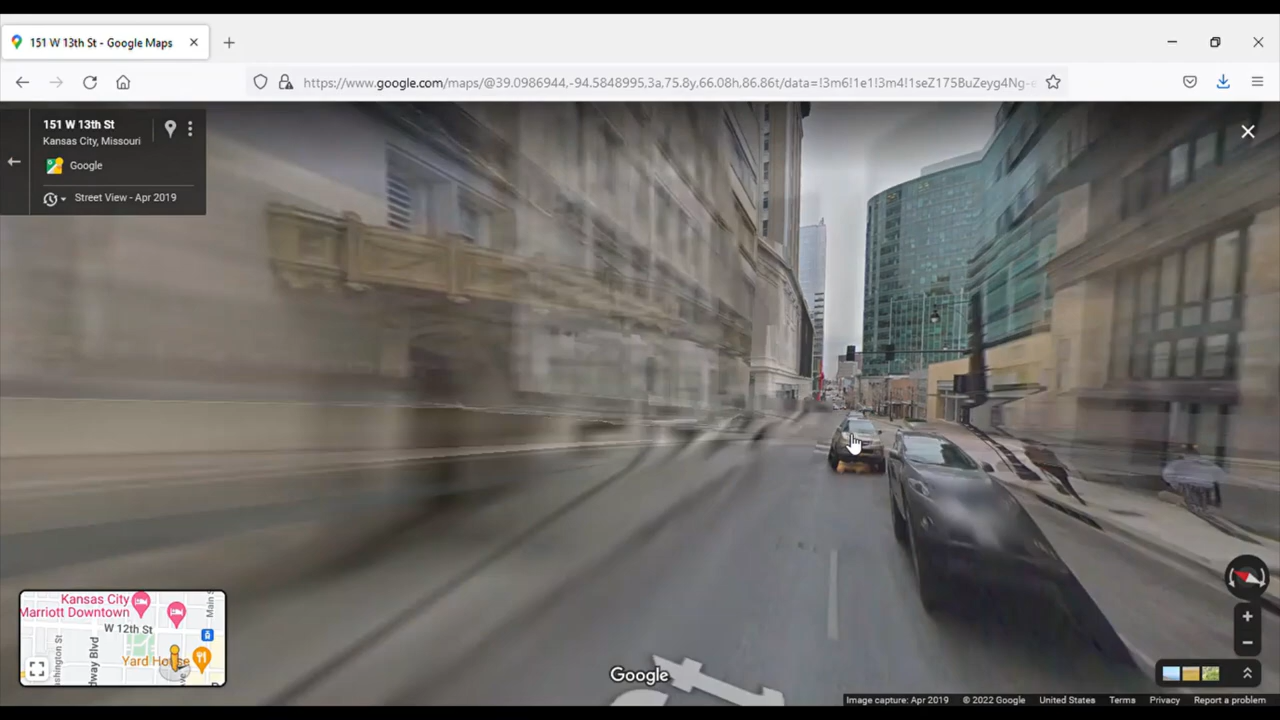 151 W 13th St - Google Maps
https://www.google.com/maps/@39.0986944,-94.5848995,3a,75.8y,66.08h,86.86t/data=!3m6!1e1!3m4!1seZ175BuZeyg4Ng-
151 W 13th St
Kansas City, Missouri
Google
Street View - Apr 2019
Kansas City
Marriott Downtown
Main S
W 12th St
Yard House
Google
Image capture: Apr 2019 © 2022 Google United States Terms Privacy Report a problem